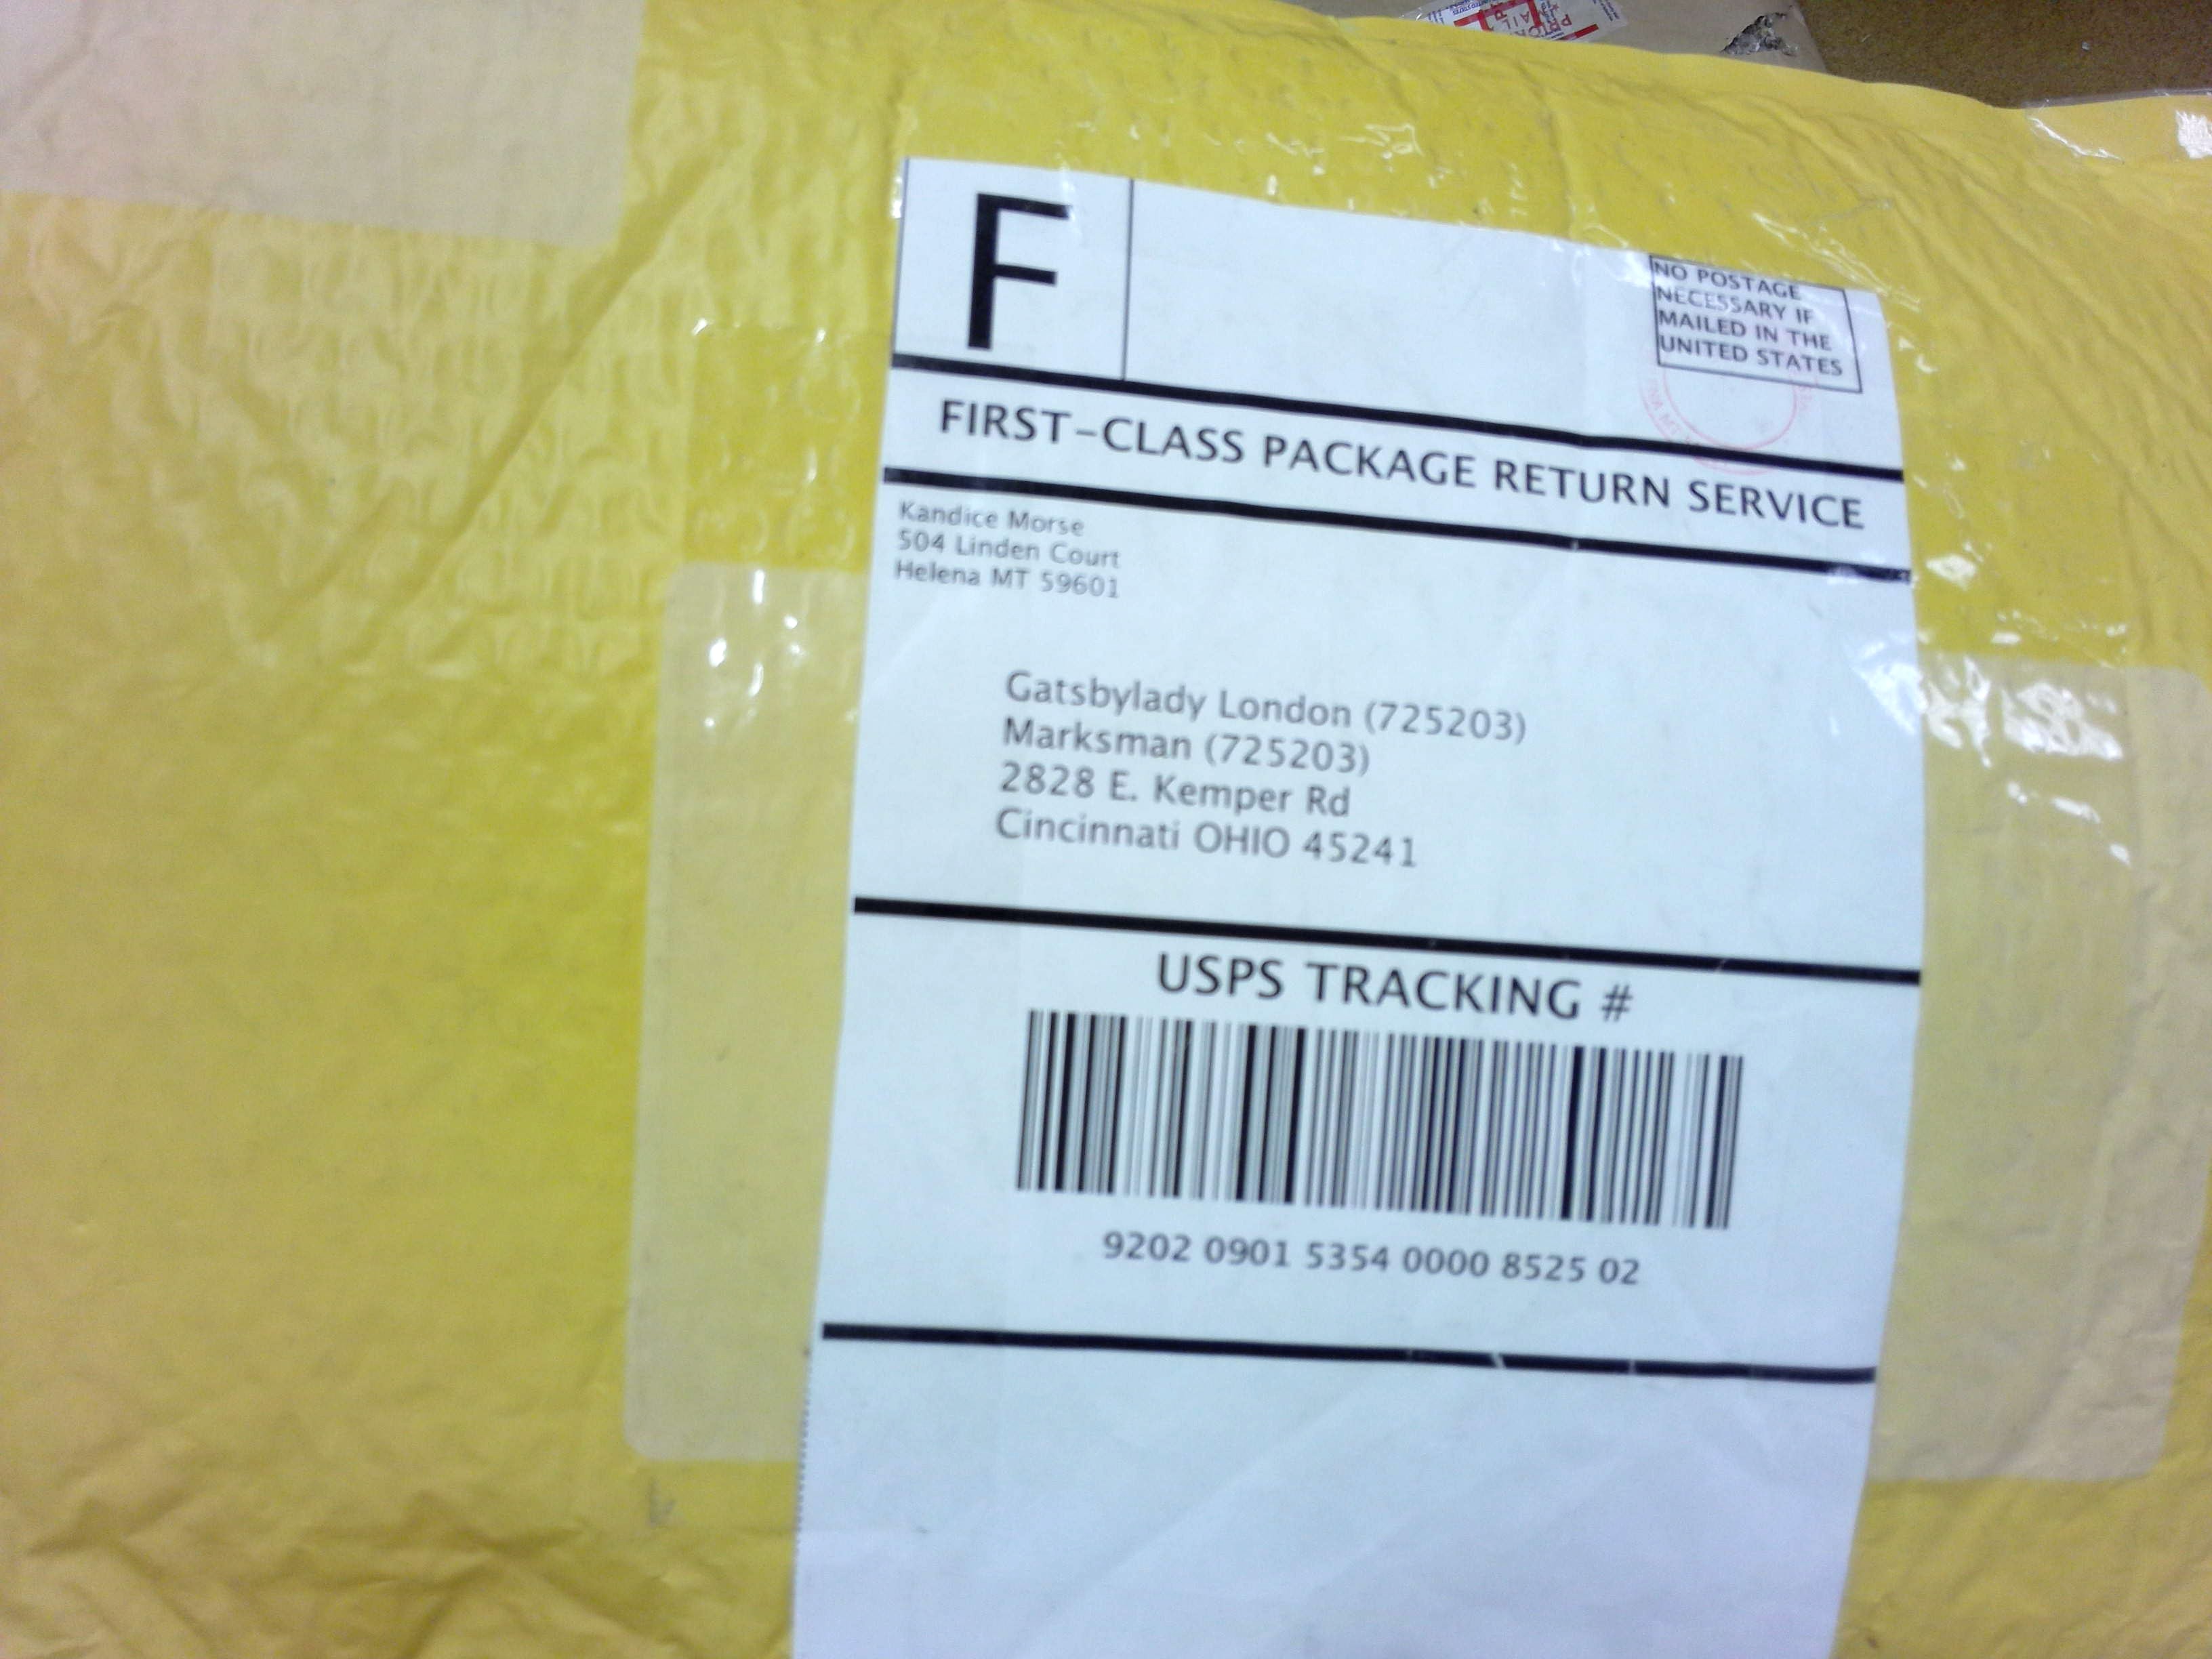 F
NO POSTAGE
NECESSARY IF
MAILED IN THE
UNITED STATES
FIRST-CLASS PACKAGE RETURN SERVICE
Kandice Morse
504 Linden Court
Helena MT 59601
Gatsbylady London (725203)
Marksman (725203)
2828 E. Kemper Rd
Cincinnati OHIO 45241
USPS TRACKING #
9202 0901 5354 0000 8525 02